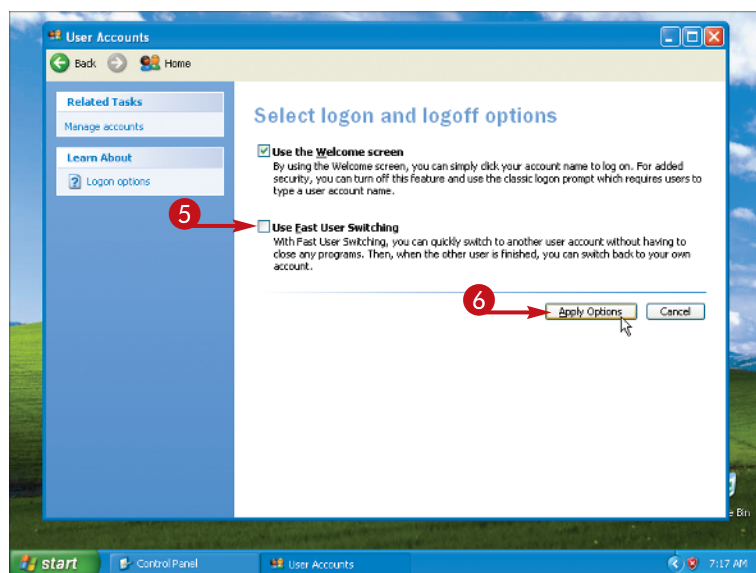 User Accounts
Back Home
Related Tasks
Manage accounts
Learn About
Logon options
Select logon and logoff options
Use the Welcome screen
By using the Welcome screen, you can simply click your account name to log on. For added
security, you can turn off this feature and use the classic logon prompt which requires users to
type a user account name.
5
Use Fast User Switching
With Fast User Switching, you can quickly switch to another user account without having to
close any programs. Then, when the other user is finished, you can switch back to your own
account.
6
Apply Options Cancel
Bin
start Control Panel User Accounts 7:17 AM